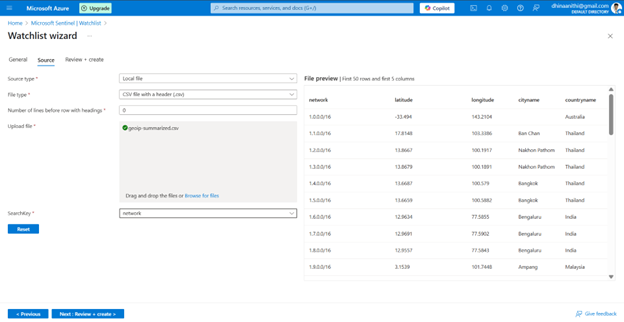 Microsoft Azure
Upgrade
Search resources, services, and docs (G+/)
Copilot
dhinaanithi@gmail.com
DEFAULT DIRECTORY
Home > Microsoft Sentinel | Watchlist >
Watchlist wizard ...
General Source Review + create
Source type * Local file
File type * CSV file with a header (.csv)
Number of lines before row with headings * 0
Upload file * geoip-summarized.csv
Drag and drop the files or Browse for files
SearchKey * network
Reset
File preview | First 50 rows and first 5 columns
network latitude longitude cityname countryname
1.0.0.0/16 -33.494 143.2104 Australia
1.1.0.0/16 17.8148 103.3386 Ban Chan Thailand
1.2.0.0/16 13.8667 100.1917 Nakhon Pathom Thailand
1.3.0.0/16 13.8679 100.1891 Nakhon Pathom Thailand
1.4.0.0/16 13.6687 100.579 Bangkok Thailand
1.5.0.0/16 13.6659 100.5882 Bangkok Thailand
1.6.0.0/16 12.9634 77.5855 Bengaluru India
1.7.0.0/16 12.9691 77.5902 Bengaluru India
1.8.0.0/16 12.9557 77.5843 Bengaluru India
1.9.0.0/16 3.1539 101.7448 Ampang Malaysia
< Previous Next : Review + create > Give feedback